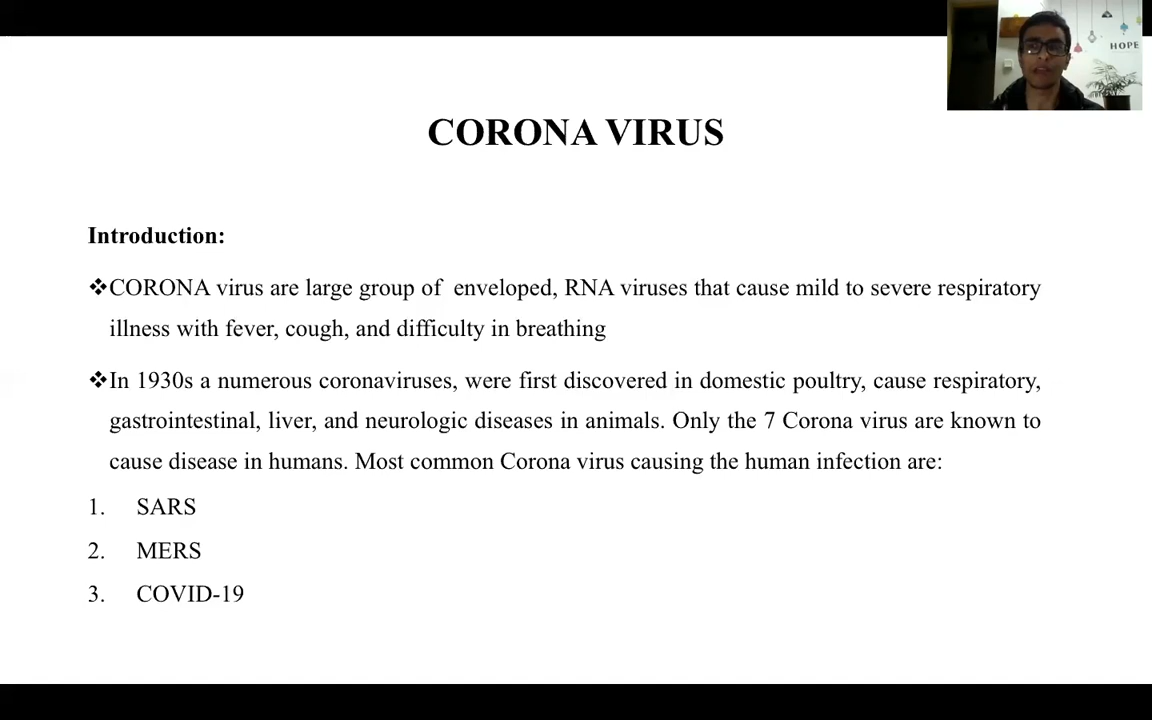 HOPE
CORONA VIRUS
Introduction:
❖CORONA virus are large group of enveloped, RNA viruses that cause mild to severe respiratory
illness with fever, cough, and difficulty in breathing
❖In 1930s a numerous coronaviruses, were first discovered in domestic poultry, cause respiratory,
gastrointestinal, liver, and neurologic diseases in animals. Only the 7 Corona virus are known to
cause disease in humans. Most common Corona virus causing the human infection are:
1. SARS
2. MERS
3. COVID-19